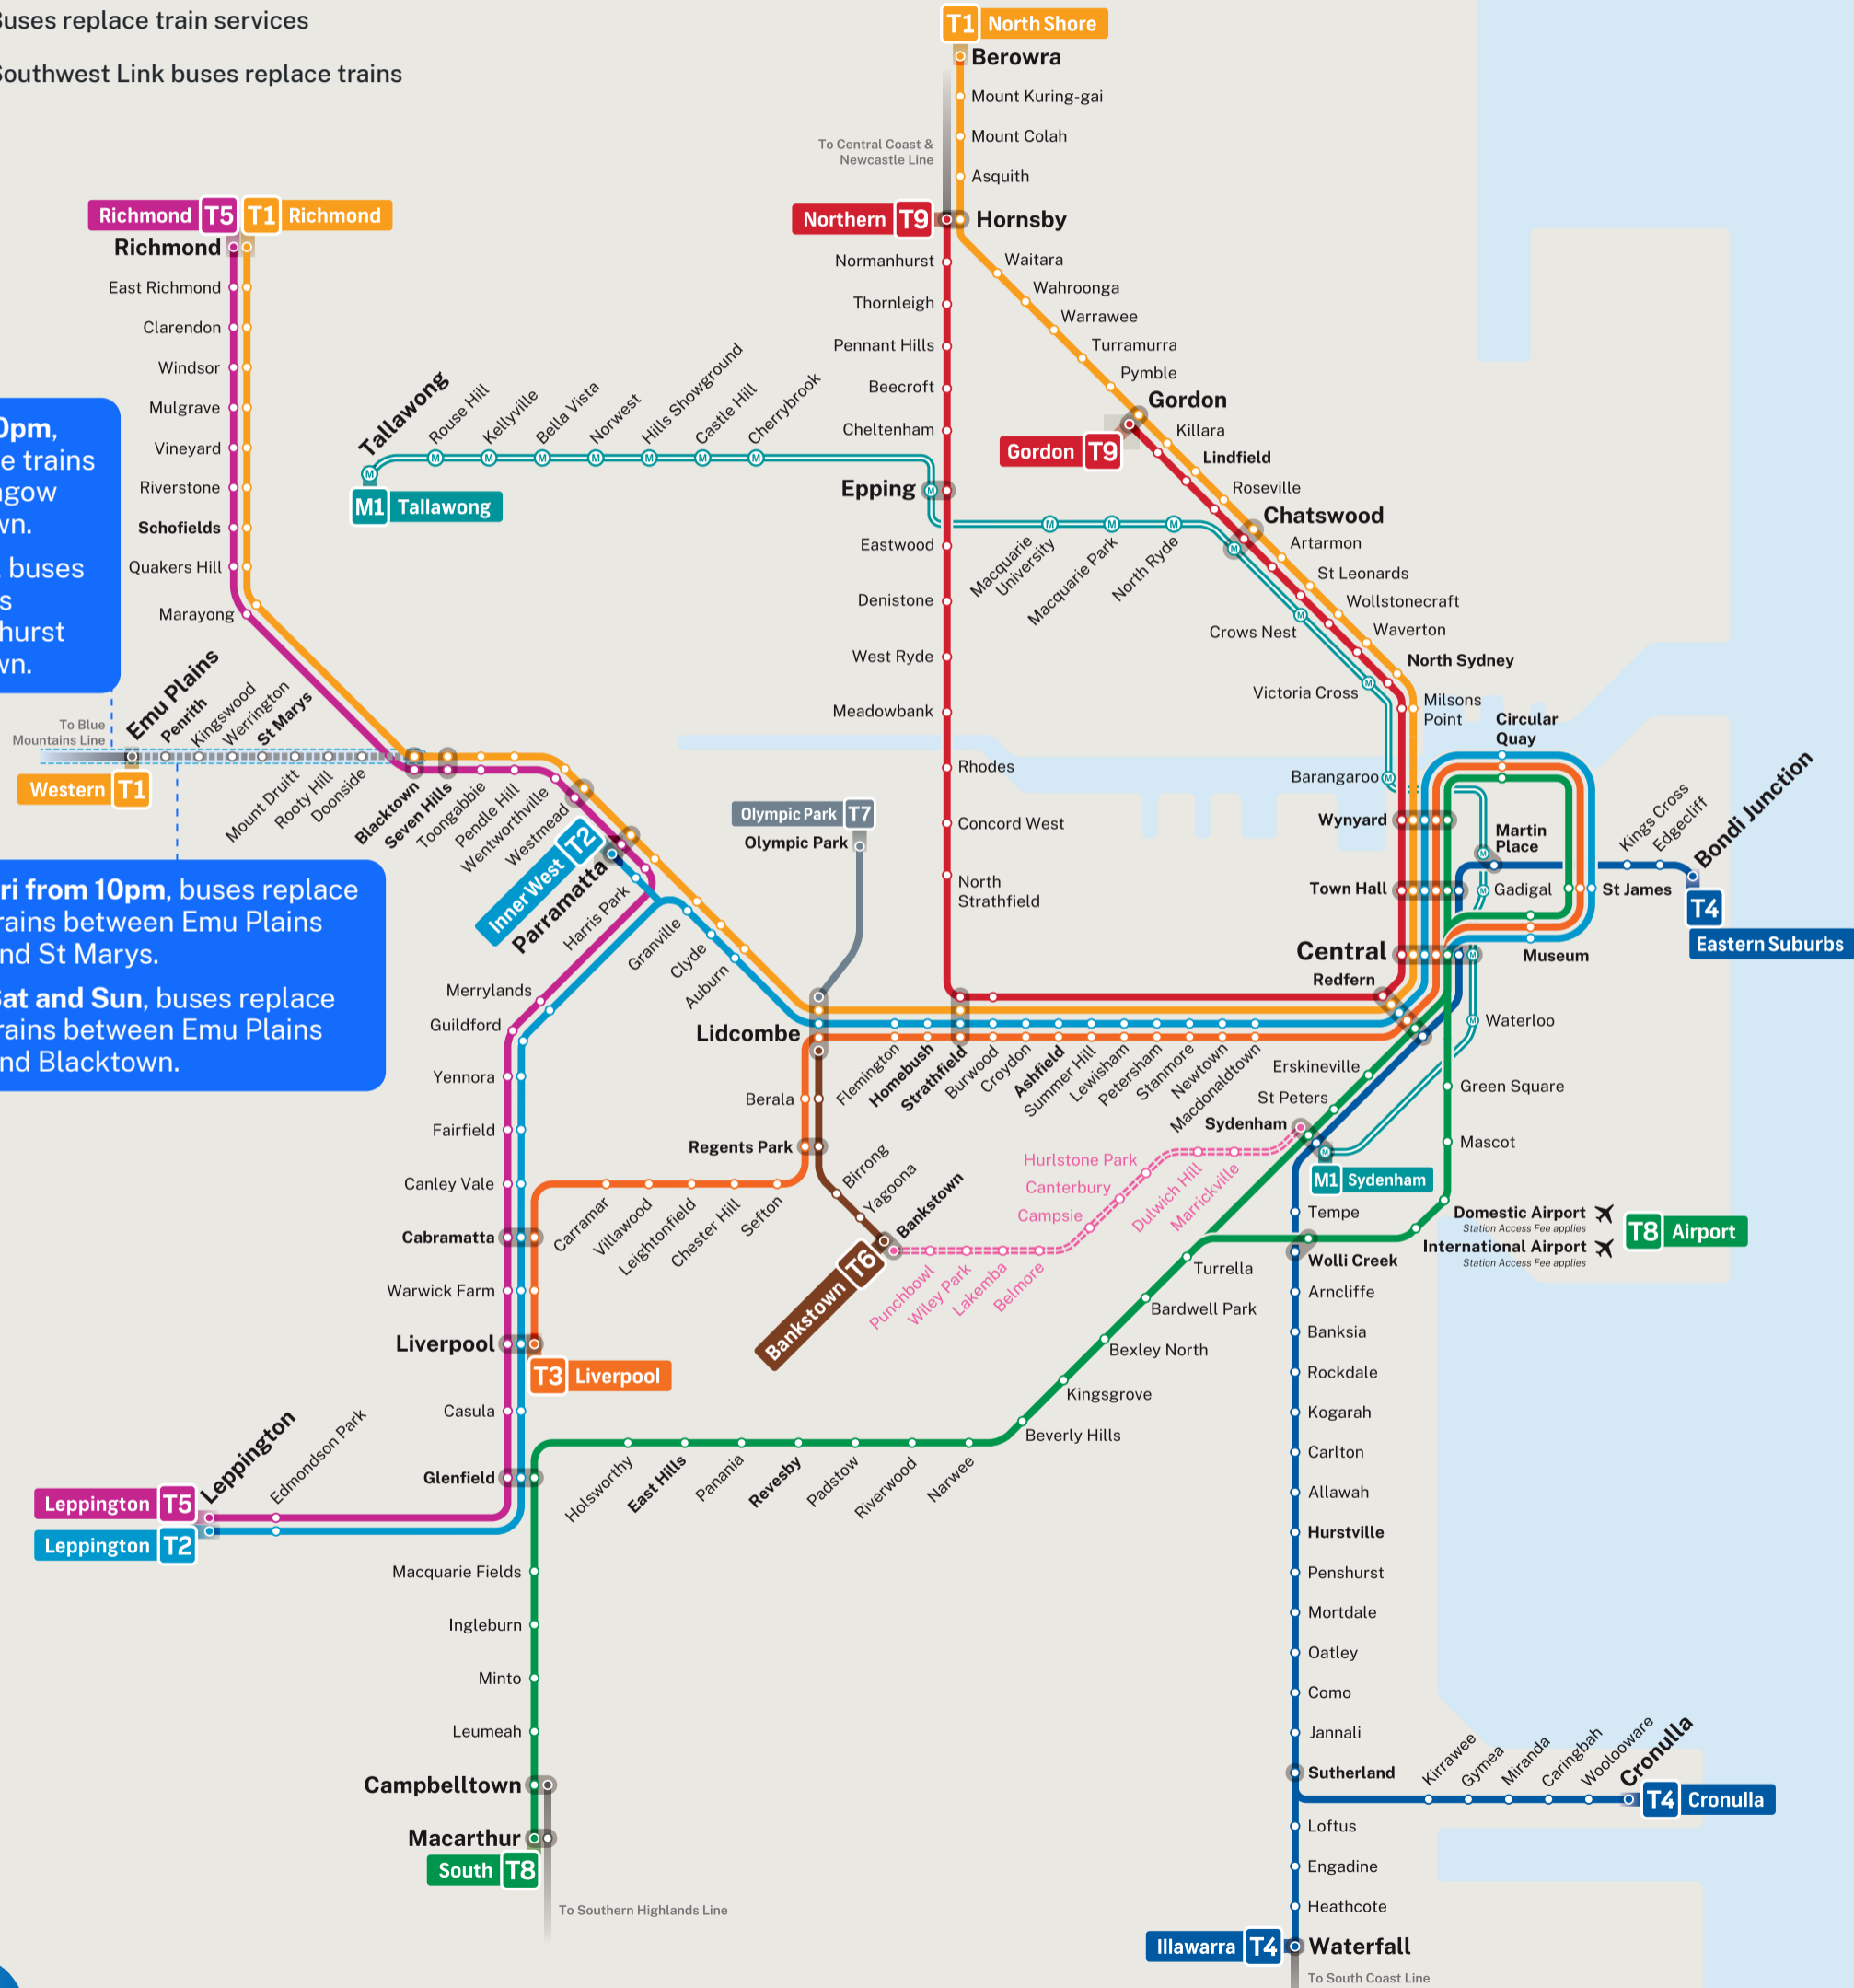 Buses replace train services
Southwest Link buses replace trains
T1 North Shore
Berowra
Mount Kuring-gai
Mount Colah
Asquith
To Central Coast &
Newcastle Line
Northern T9
Hornsby
Richmond T5
T1 Richmond
Richmond
East Richmond
Clarendon
Windsor
Mulgrave
Vineyard
Riverstone
Schofields
Quakers Hill
Marayong
Normanhurst
Thornleigh
Pennant Hills
Beecroft
Cheltenham
Epping
Eastwood
Denistone
West Ryde
Meadowbank
Rhodes
Concord West
North
Strathfield
Waitara
Wahroonga
Warrawee
Turramurra
Pymble
Gordon
Gordon T9
Killara
Lindfield
Roseville
Chatswood
Artarmon
St Leonards
Wollstonecraft
Waverton
North Sydney
Milsons
Point
Tallawong
M1 Tallawong
Rouse Hill
Kellyville
Bella Vista
Norwest
Hills Showground
Castle Hill
Cherrybrook
Macquarie
University
Macquarie Park
North Ryde
Crows Nest
Victoria Cross
Barangaroo
0pm,
e trains
gow
wn.
buses
s
hurst
wn.
To Blue
Mountains Line
Western T1
Emu Plains
Penrith
Kingswood
Werrington
St Marys
Mount Druitt
Rooty Hill
Doonside
Blacktown
Seven Hills
Toongabbie
Pendle Hill
Wentworthville
Westmead
Inner West T2
Parramatta
Harris Park
Granville
Clyde
Auburn
ri from 10pm, buses replace
rains between Emu Plains
nd St Marys.
Sat and Sun, buses replace
rains between Emu Plains
nd Blacktown.
Olympic Park T7
Olympic Park
Circular
Quay
Wynyard
Martin
Place
Town Hall
Gadigal
St James
Central
Museum
Redfern
Kings Cross
Edgecliff
Bondi Junction
T4
Eastern Suburbs
Waterloo
Lidcombe
Flemington
Homebush
Strathfield
Burwood
Croydon
Ashfield
Summer Hill
Lewisham
Petersham
Stanmore
Newtown
Macdonaldtown
Erskineville
St Peters
Sydenham
M1 Sydenham
Green Square
Mascot
Domestic Airport
Station Access Fee applies
International Airport
Station Access Fee applies
T8 Airport
Merrylands
Guildford
Yennora
Fairfield
Canley Vale
Cabramatta
Warwick Farm
Liverpool
T3 Liverpool
Casula
Glenfield
Berala
Regents Park
Birrong
Yagoona
Bankstown
Bankstown T6
Carramar
Villawood
Leightonfield
Chester Hill
Sefton
Punchbowl
Wiley Park
Lakemba
Belmore
Campsie
Canterbury
Hurlstone Park
Dulwich Hill
Marrickville
Tempe
Wolli Creek
Turrella
Bardwell Park
Bexley North
Kingsgrove
Beverly Hills
Narwee
Riverwood
Padstow
Revesby
Panania
East Hills
Holsworthy
Leppington
Edmondson Park
Leppington T5
Leppington T2
Macquarie Fields
Ingleburn
Minto
Leumeah
Campbelltown
Macarthur
South T8
To Southern Highlands Line
Arncliffe
Banksia
Rockdale
Kogarah
Carlton
Allawah
Hurstville
Penshurst
Mortdale
Oatley
Como
Jannali
Sutherland
Kirrawee
Gymea
Miranda
Caringbah
Woolooware
Cronulla
T4 Cronulla
Loftus
Engadine
Heathcote
Illawarra T4
Waterfall
To South Coast Line